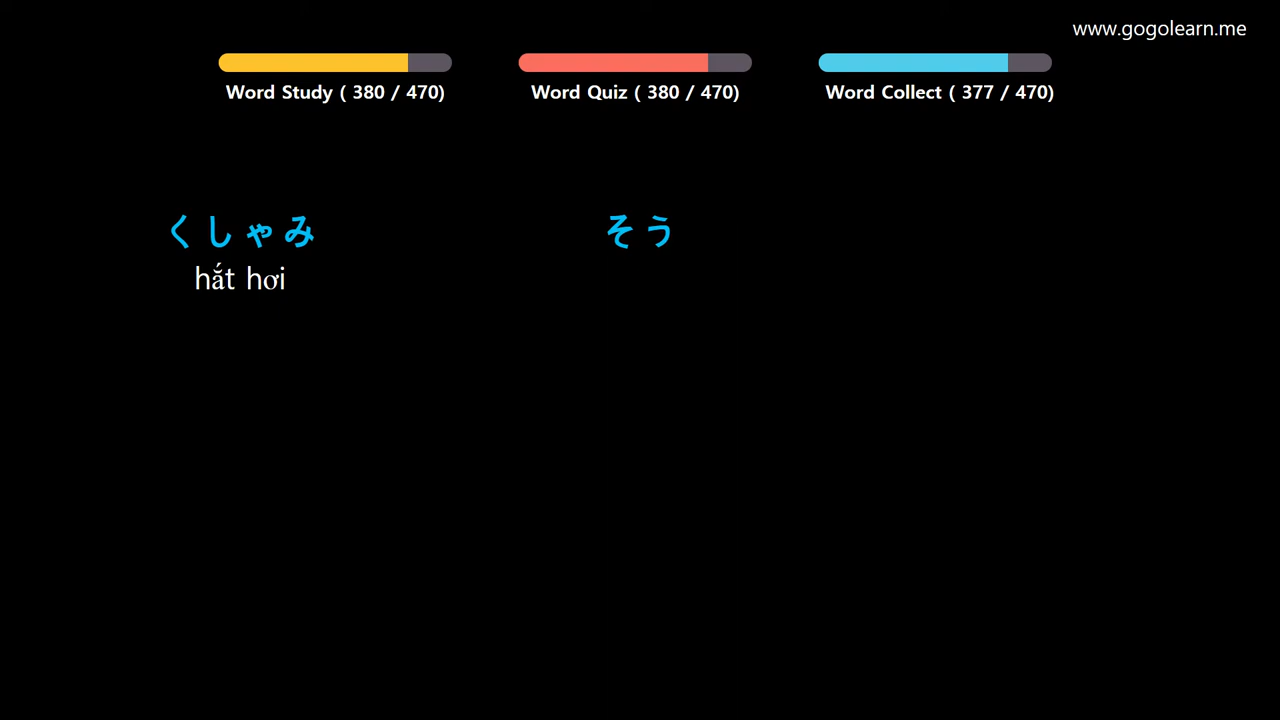 www.gogolearn.me
Word Study ( 380 / 470)
Word Quiz ( 380 / 470)
Word Collect ( 377 / 470)
くしゃみ
hắt hơi
そう